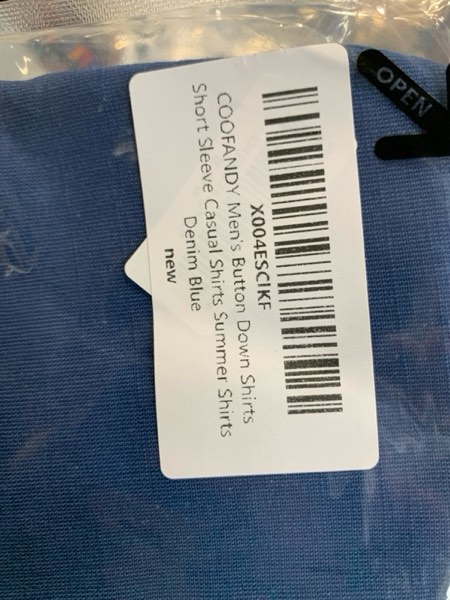 X004ESCIKF
COOFANDY Men's Button Down Shirts
Short Sleeve Casual Shirts Summer Shirts
Denim Blue
new
OPEN